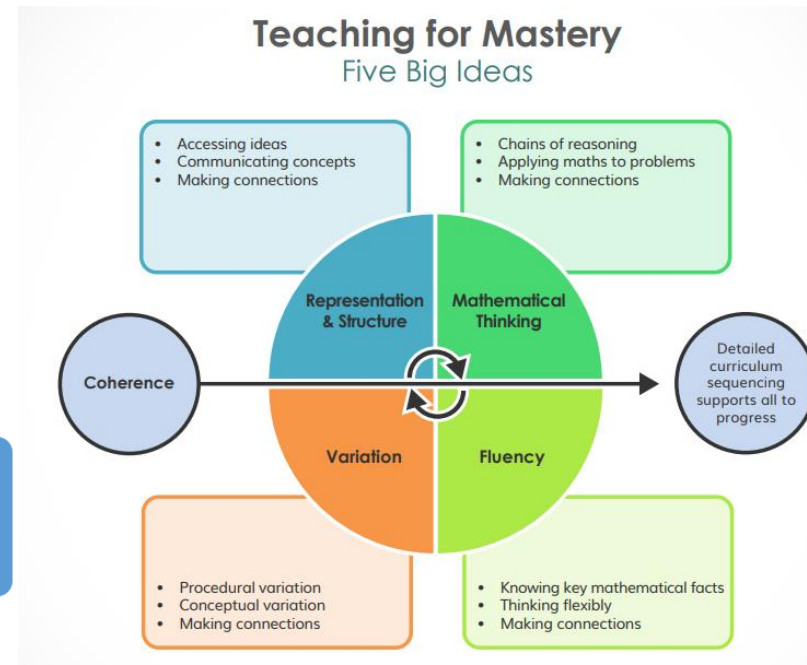 Teaching for Mastery
Five Big Ideas
• Accessing ideas
• Communicating concepts
• Making connections
• Chains of reasoning
• Applying maths to problems
• Making connections
Representation
& Structure
Mathematical
Thinking
Coherence
Detailed
curriculum
sequencing
supports all to
progress
Variation
Fluency
• Procedural variation
• Conceptual variation
• Making connections
• Knowing key mathematical facts
• Thinking flexibly
• Making connections